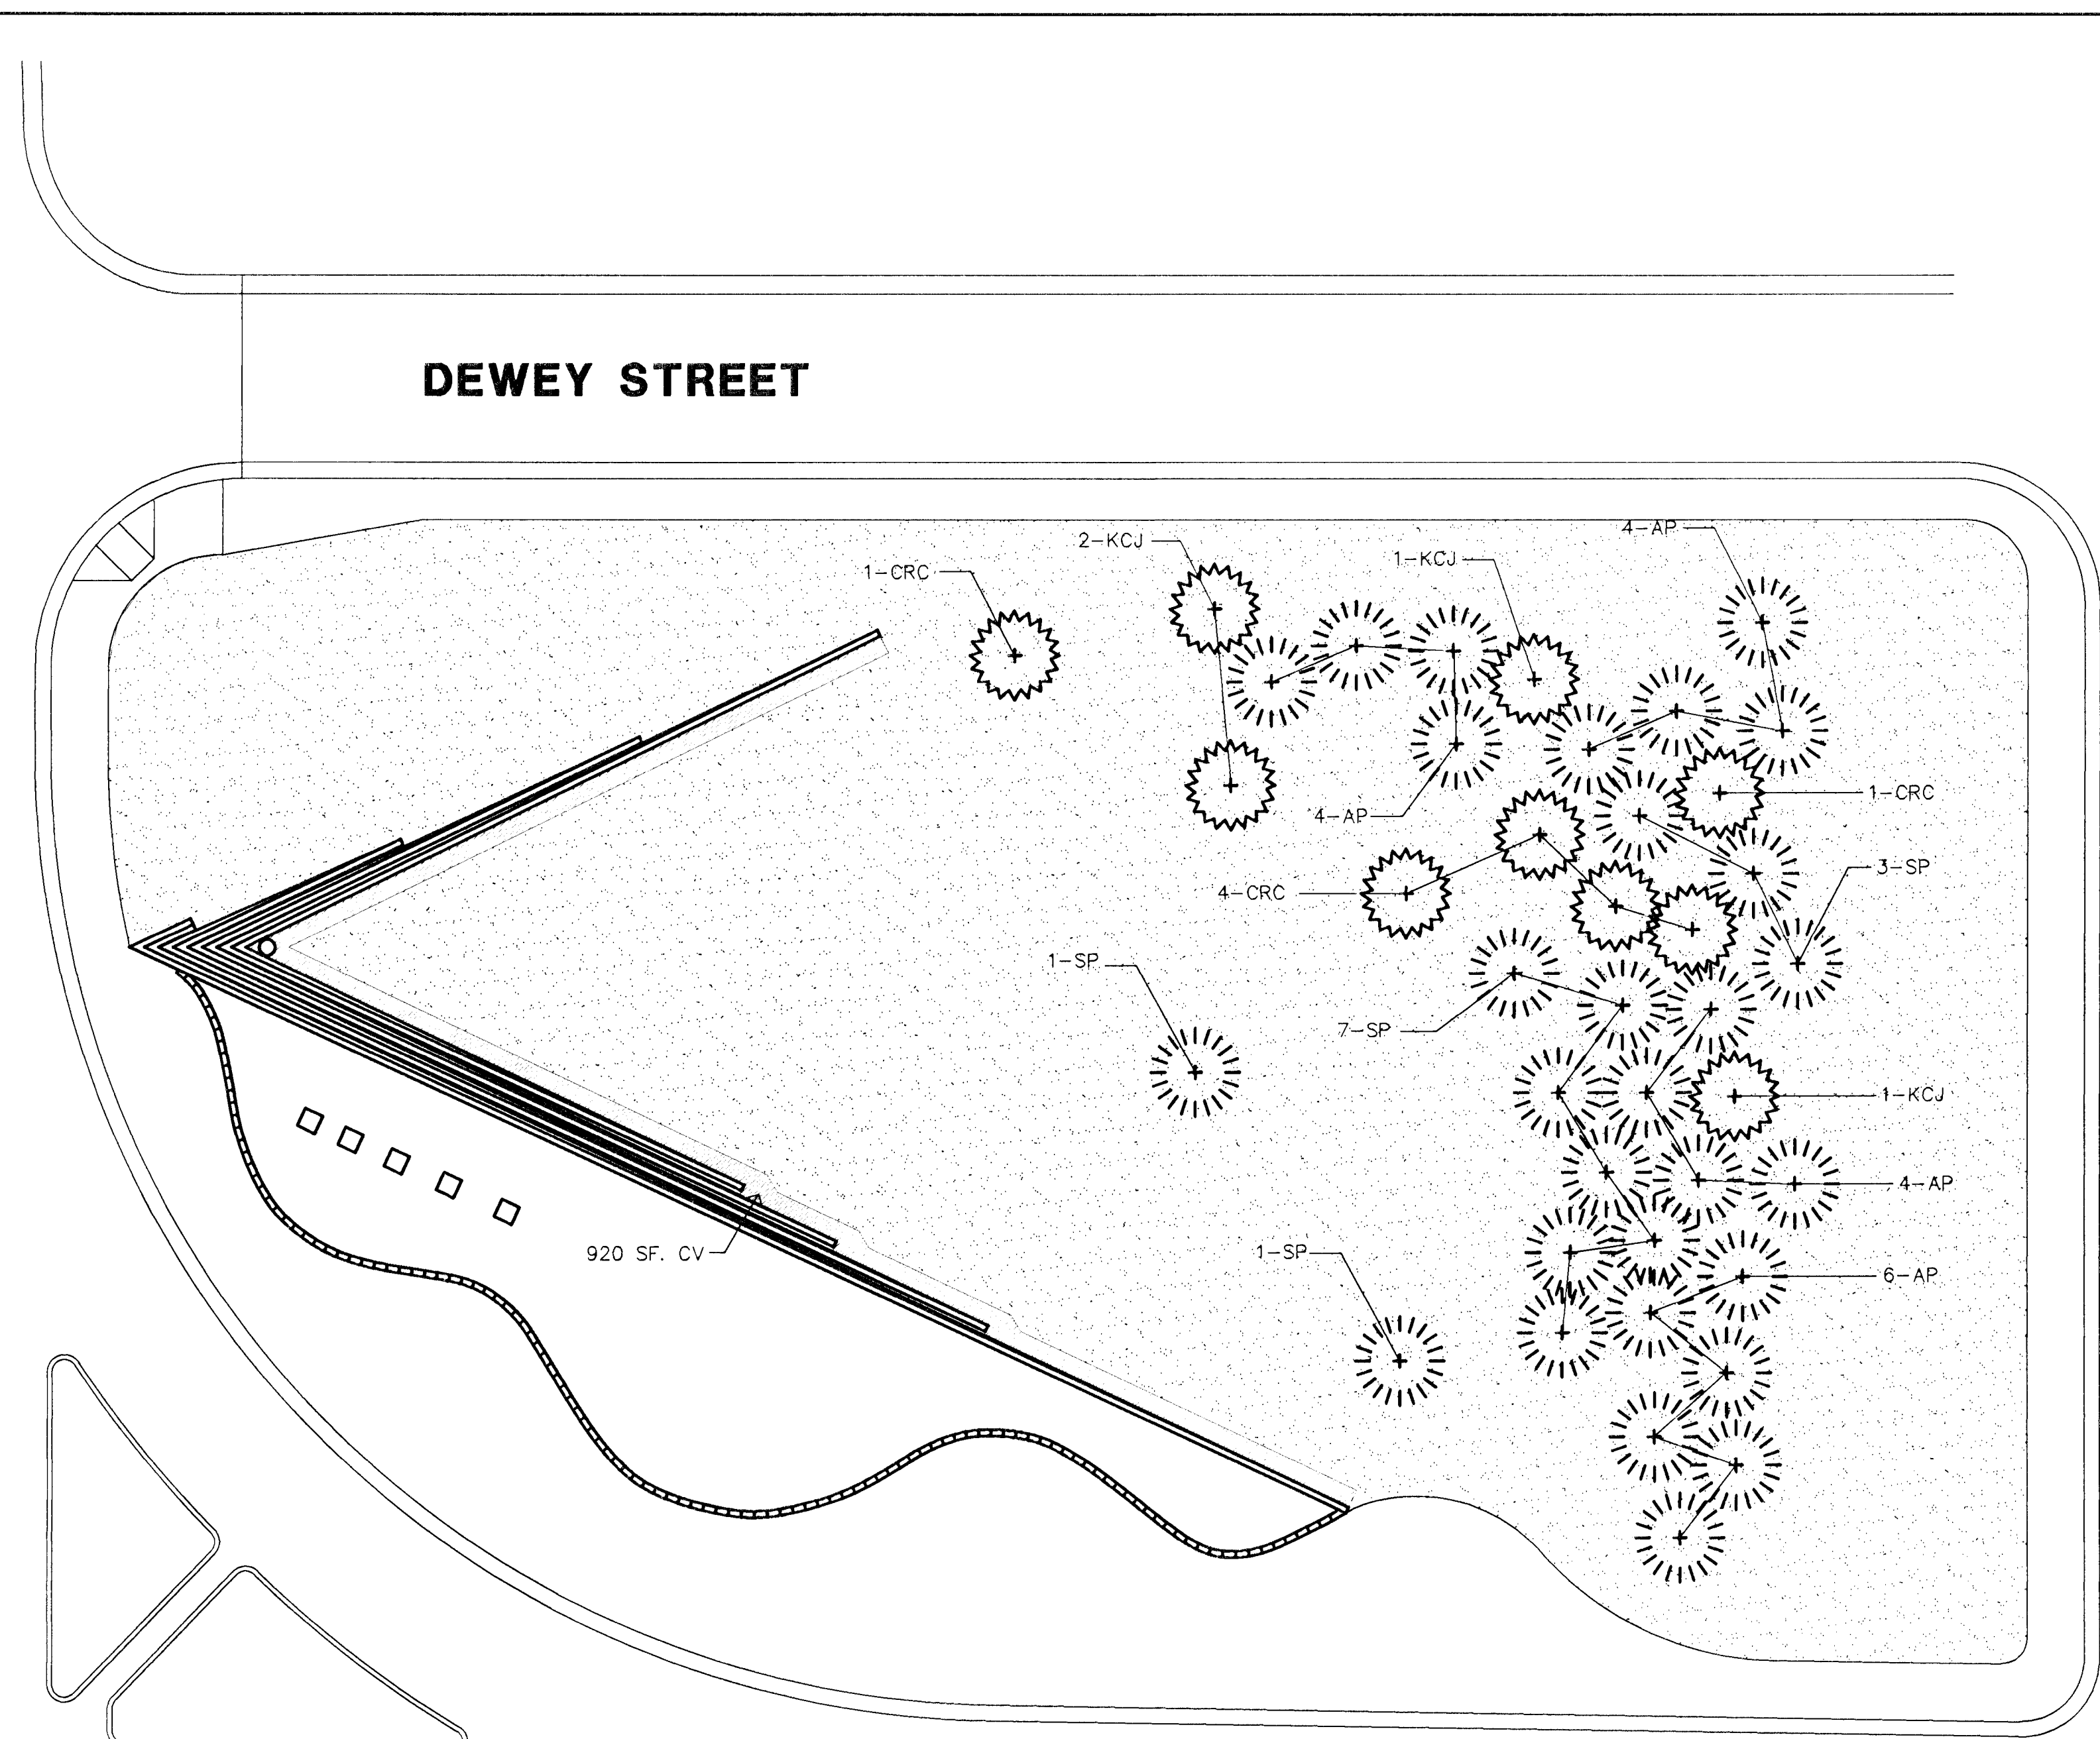 DEWEY STREET
4-AP
2-KCJ
1-KCJ
1-CRC
1-CRC
4-AP
3-SP
4-CRC
1-SP
7-SP
1-KCJ
4-AP
920 SF. CV
1-SP
6-AP